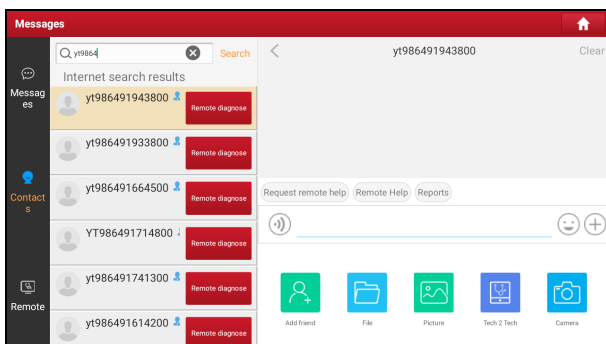 Messages
yt9864
Search
yt986491943800
Clear
Internet search results
Messag
es
yt986491943800
Remote diagnose
yt986491933800
Remote diagnose
Contact
s
yt986491664500
Remote diagnose
Request remote help
Remote Help
Reports
YT986491714800
Remote diagnose
Remote
yt986491741300
Remote diagnose
yt986491614200
Remote diagnose
Add friend
File
Picture
Tech 2 Tech
Camera